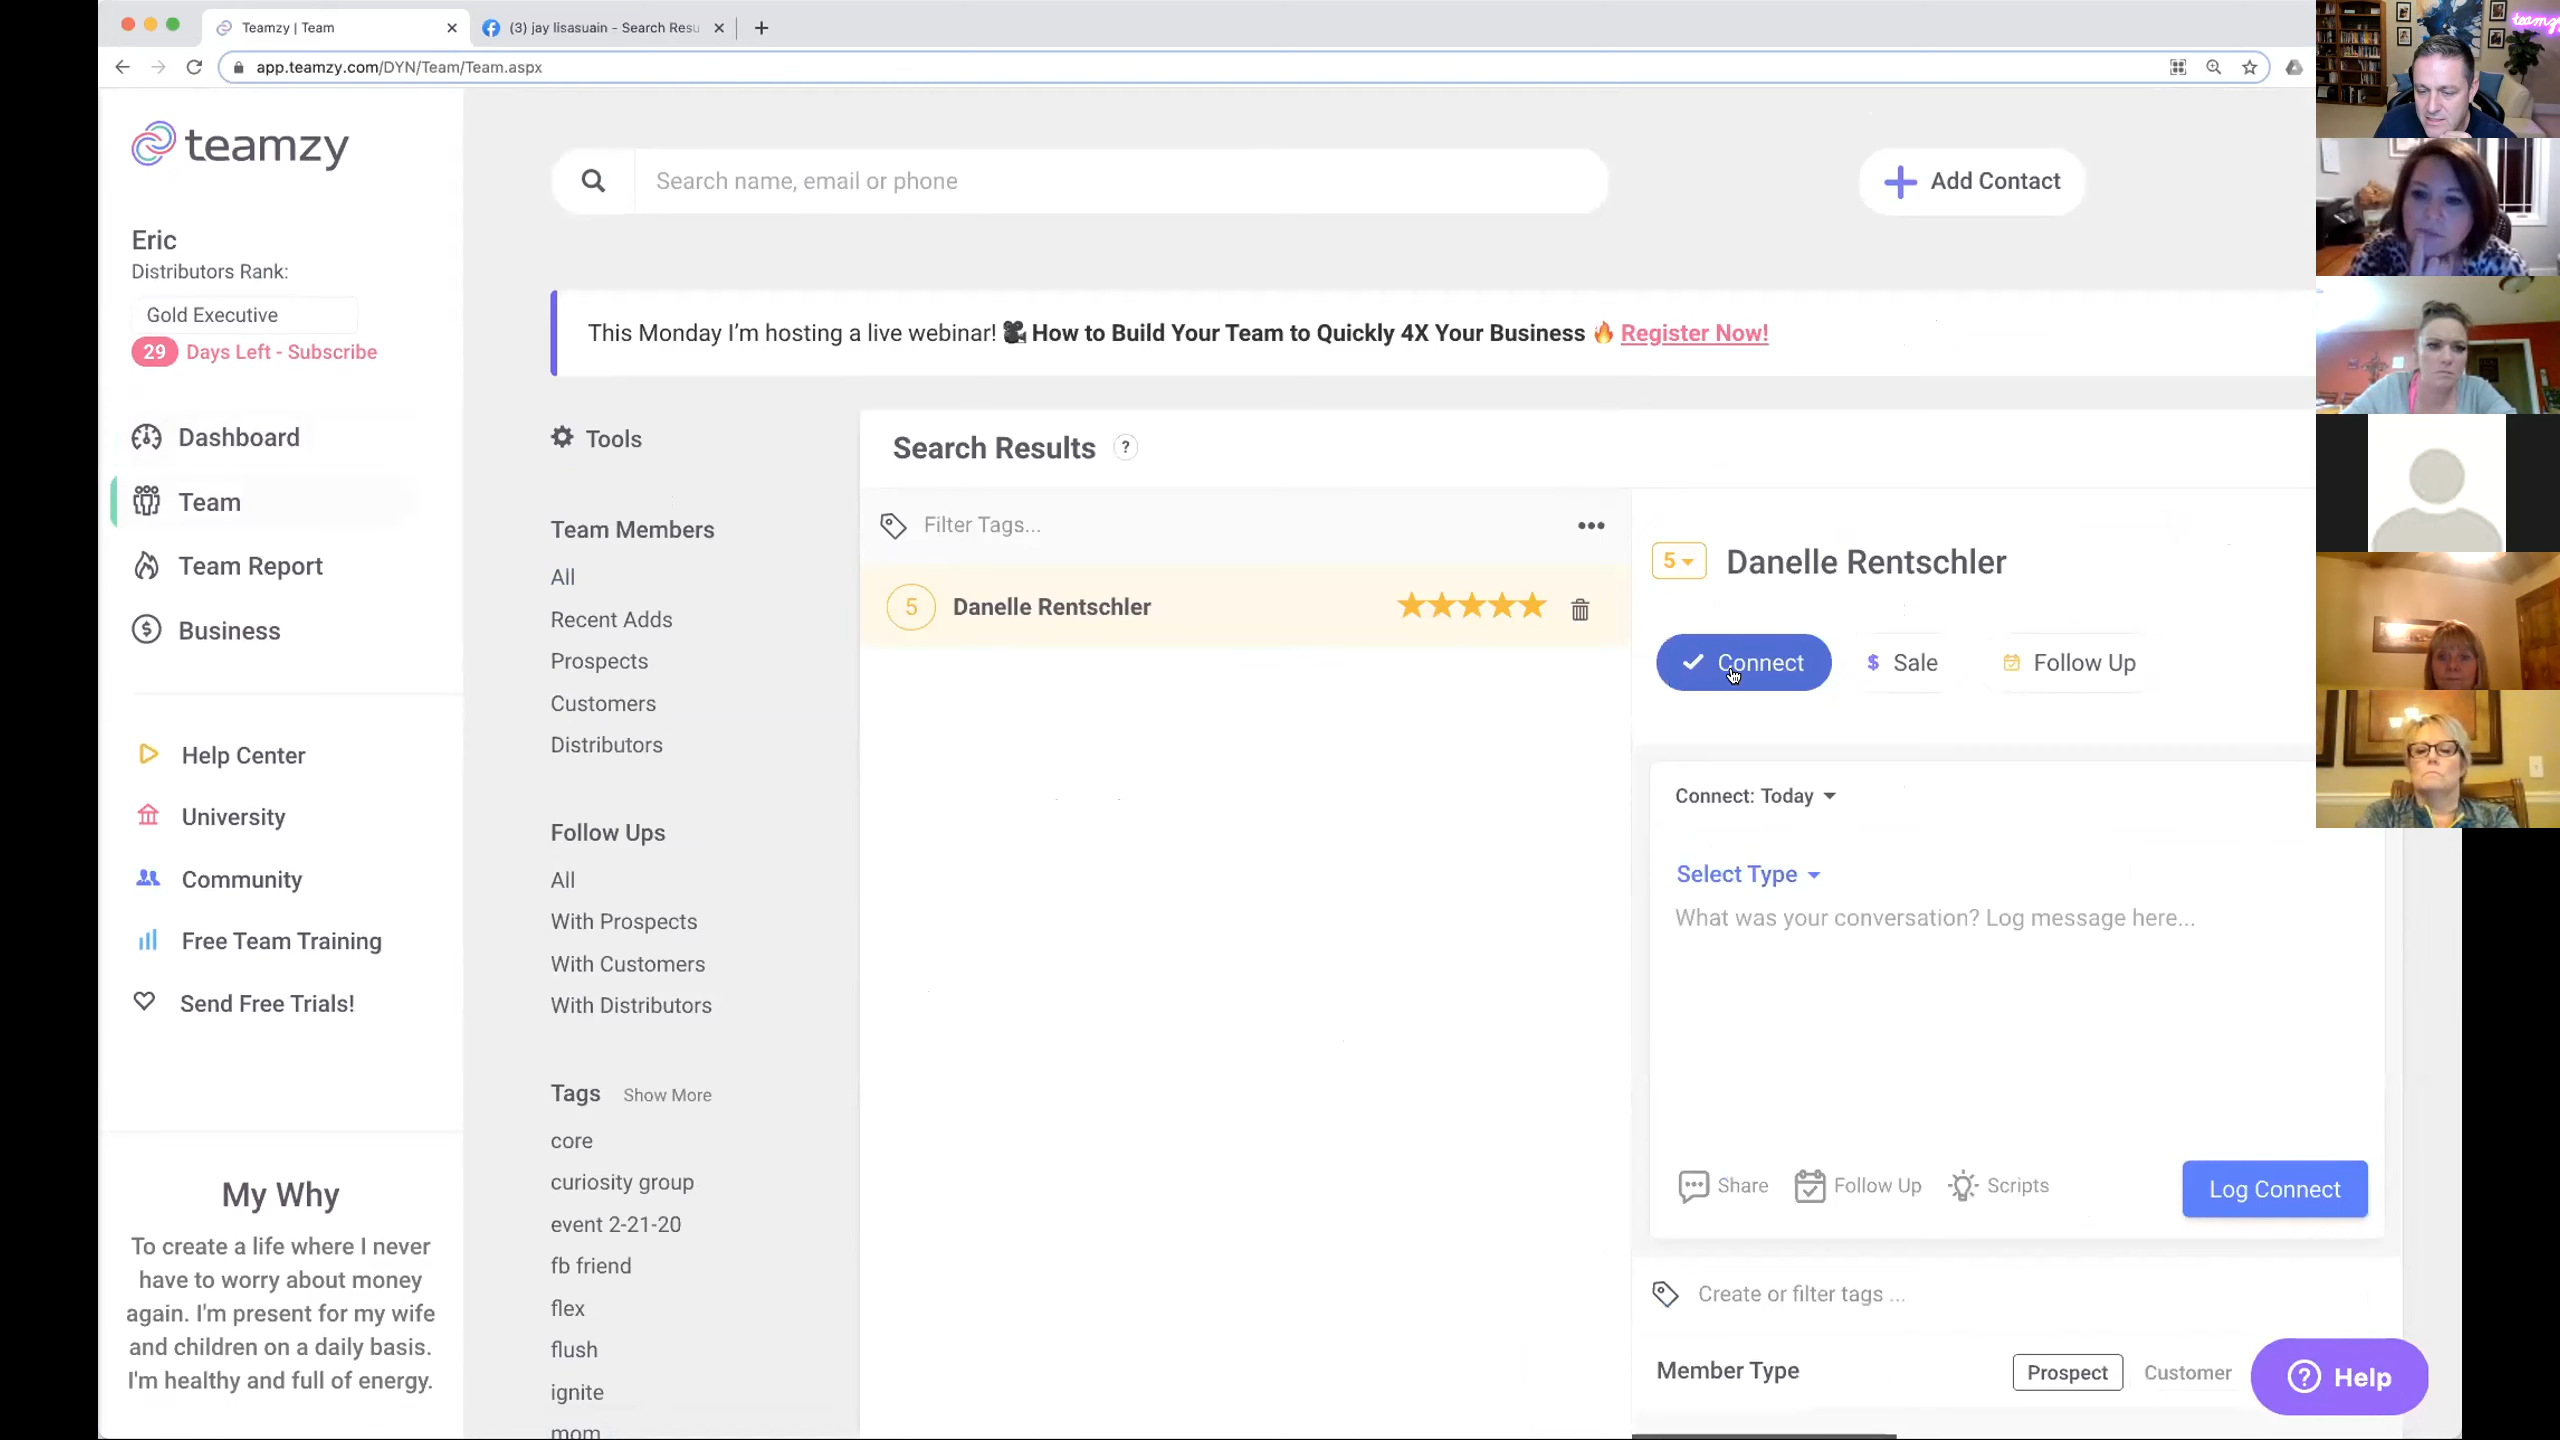 Teamzy | Team
(3) jay lisasuain - Search Resu
app.teamzy.com/DYN/Team/Team.aspx
teamzy
teamzy
Search name, email or phone
Add Contact
Eric
Distributors Rank:
Gold Executive
29 Days Left - Subscribe
This Monday I'm hosting a live webinar! 🎥 How to Build Your Team to Quickly 4X Your Business 🔥 Register Now!
Dashboard
Team
Team Report
Business
Help Center
University
Community
Free Team Training
Send Free Trials!
My Why
To create a life where I never
have to worry about money
again. I'm present for my wife
and children on a daily basis.
I'm healthy and full of energy.
Tools
Team Members
All
Recent Adds
Prospects
Customers
Distributors
Follow Ups
All
With Prospects
With Customers
With Distributors
Tags Show More
core
curiosity group
event 2-21-20
fb friend
flex
flush
ignite
mom
Search Results ?
Filter Tags...
5 Danelle Rentschler
5 Danelle Rentschler
Connect $ Sale Follow Up
Connect: Today
Select Type
What was your conversation? Log message here...
Share Follow Up Scripts Log Connect
Create or filter tags ...
Member Type Prospect Customer
? Help